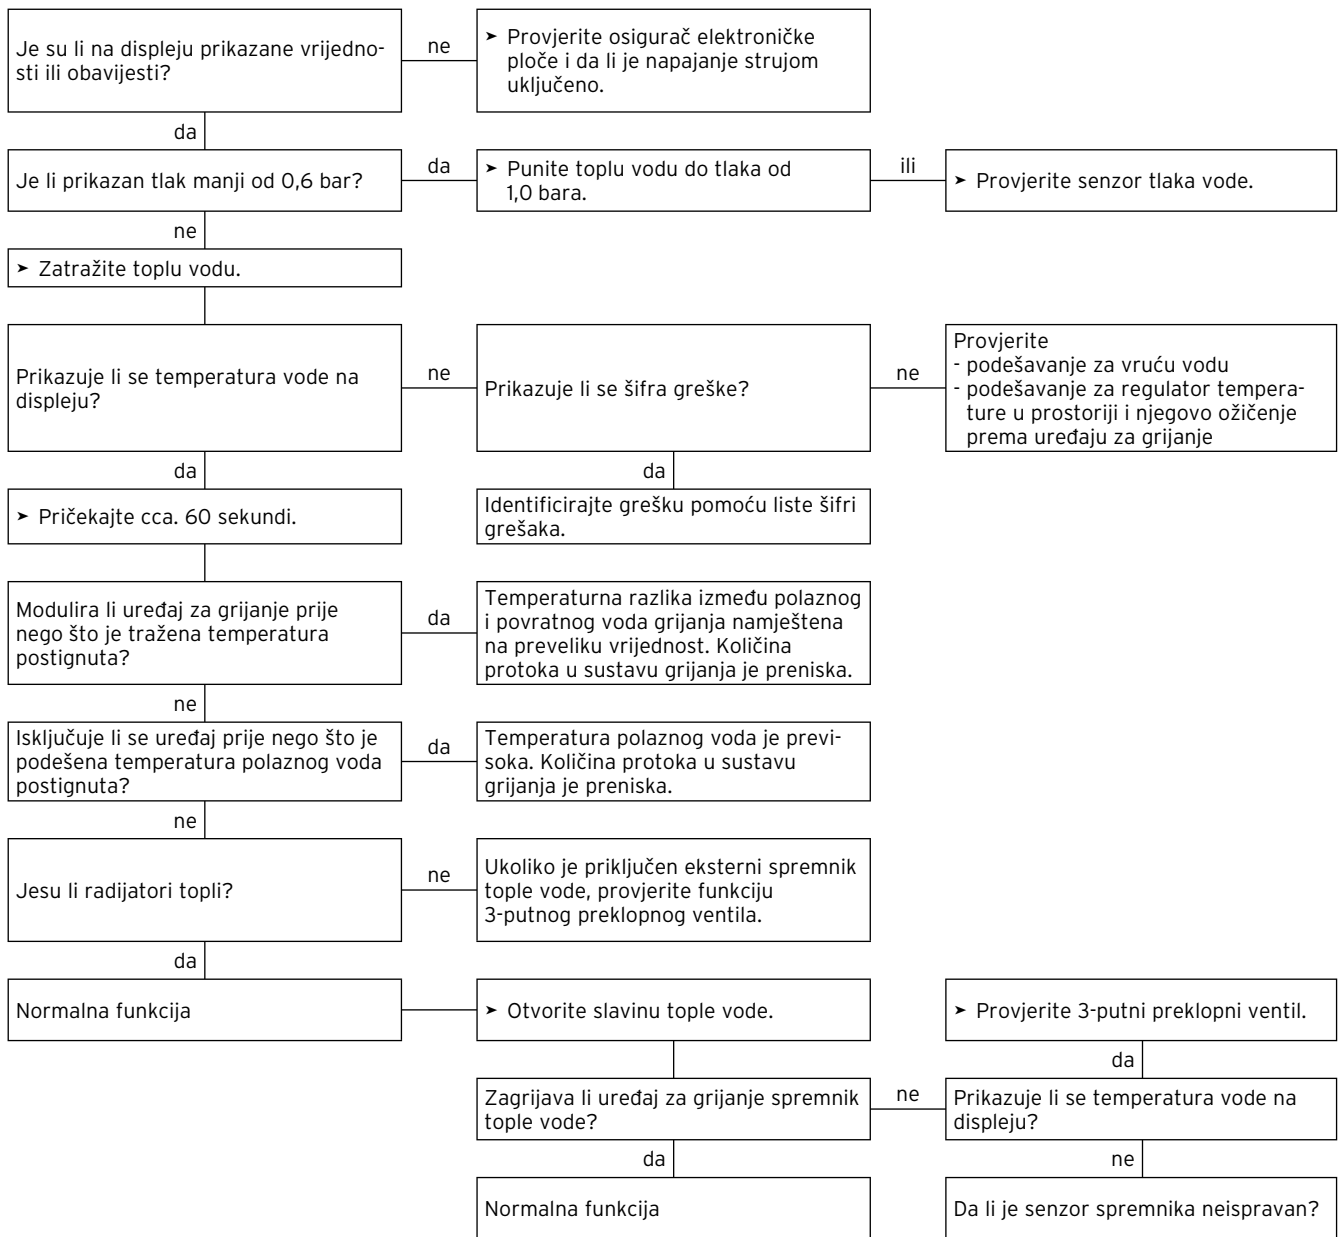 Je su li na displeju prikazane vrijedno-
sti ili obavijesti?
ne
➤ Provjerite osigurač elektroničke
ploče i da li je napajanje strujom
uključeno.
da
Je li prikazan tlak manji od 0,6 bar?
da
➤ Punite toplu vodu do tlaka od
1,0 bara.
ili
➤ Provjerite senzor tlaka vode.
ne
➤ Zatražite toplu vodu.
Prikazuje li se temperatura vode na
displeju?
ne
Prikazuje li se šifra greške?
ne
Provjerite
- podešavanje za vruću vodu
- podešavanje za regulator tempera-
ture u prostoriji i njegovo ožičenje
prema uređaju za grijanje
da
da
➤ Pričekajte cca. 60 sekundi.
Identificirajte grešku pomoću liste šifri
grešaka.
Modulira li uređaj za grijanje prije
nego što je tražena temperatura
postignuta?
da
Temperaturna razlika između polaznog
i povratnog voda grijanja namještena
na preveliku vrijednost. Količina
protoka u sustavu grijanja je preniska.
ne
Isključuje li se uređaj prije nego što je
podešena temperatura polaznog voda
postignuta?
da
Temperatura polaznog voda je previ-
soka. Količina protoka u sustavu
grijanja je preniska.
ne
Jesu li radijatori topli?
ne
Ukoliko je priključen eksterni spremnik
tople vode, provjerite funkciju
3-putnog preklopnog ventila.
da
Normalna funkcija
➤ Otvorite slavinu tople vode.
➤ Provjerite 3-putni preklopni ventil.
da
Zagrijava li uređaj za grijanje spremnik
tople vode?
ne
Prikazuje li se temperatura vode na
displeju?
da
ne
Normalna funkcija
Da li je senzor spremnika neispravan?